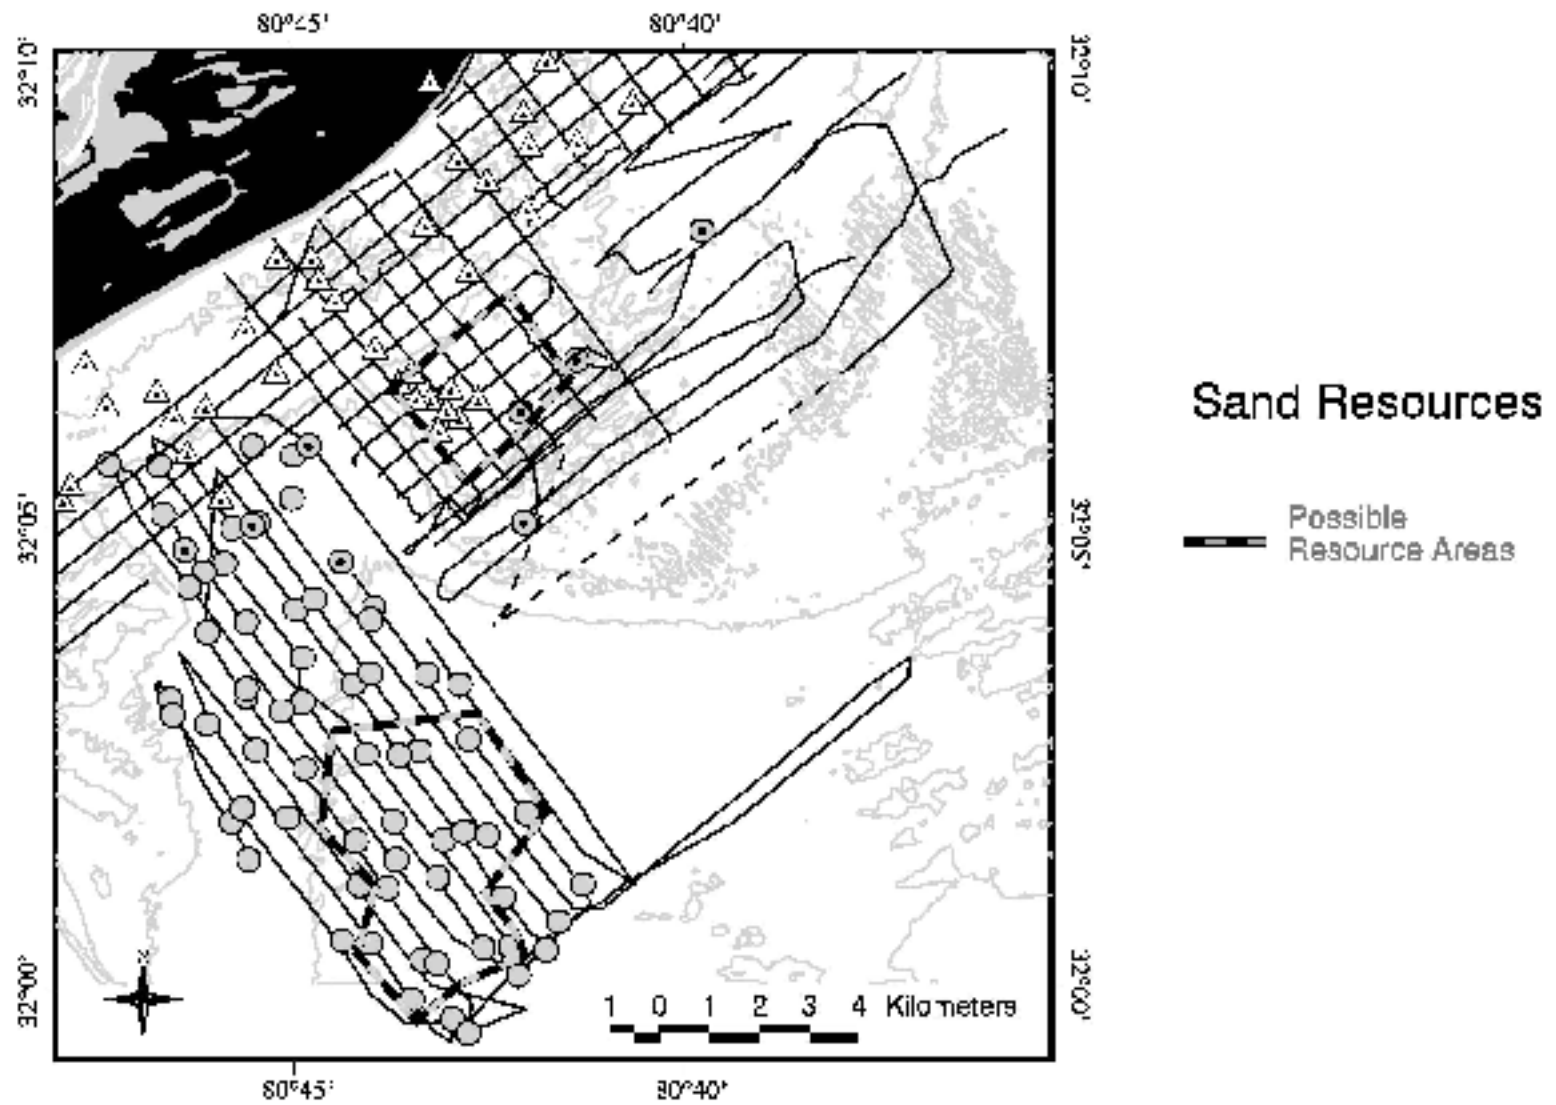 80°45' 80°40'
32°10' 32°10'
Sand Resources
32°05' 32°05'
Possible
Resource Areas
N
32°00' 32°00'
1 0 1 2 3 4 Kilometers
80°45' 80°40'